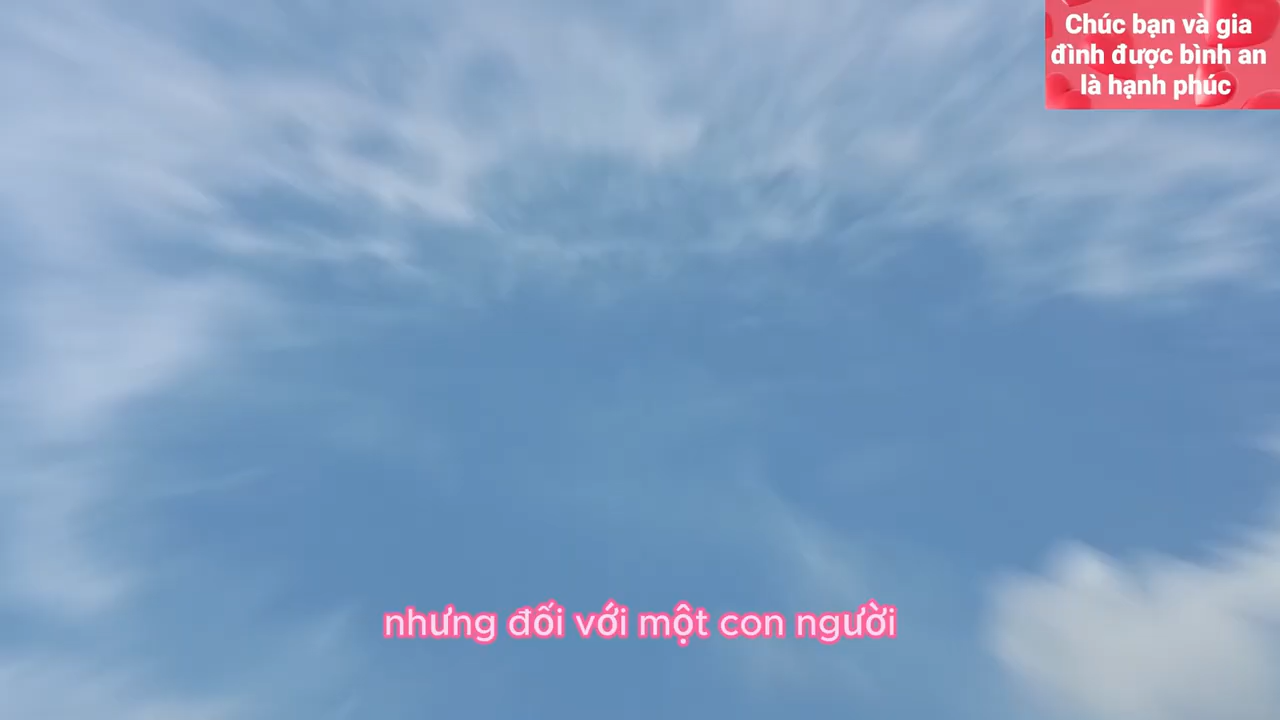 Chúc bạn và gia
đình được bình an
là hạnh phúc
nhưng đối với một con người